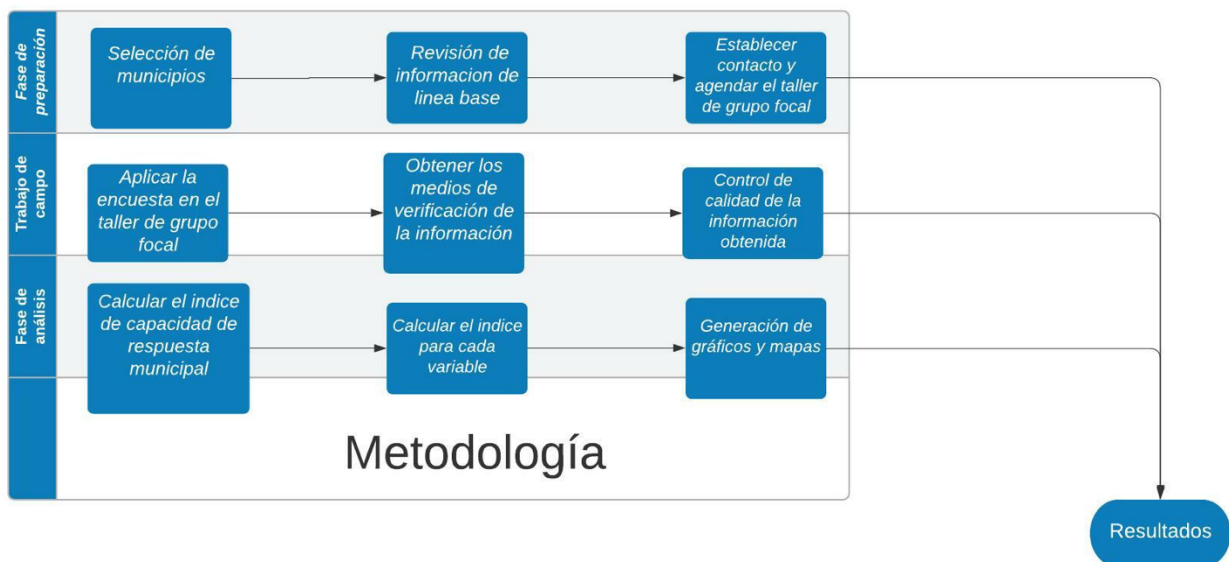 Fase de
preparación
Selección de
municipios
Revisión de
informacion de
linea base
Establecer
contacto y
agendar el taller
de grupo focal
Trabajo de
campo
Aplicar la
encuesta en el
taller de grupo
focal
Obtener los
medios de
verificación de
la información
Control de
calidad de la
información
obtenida
Fase de
análisis
Calcular el indice
de capacidad de
respuesta
municipal
Calcular el indice
para cada
variable
Generación de
gráficos y mapas
Metodología
Resultados